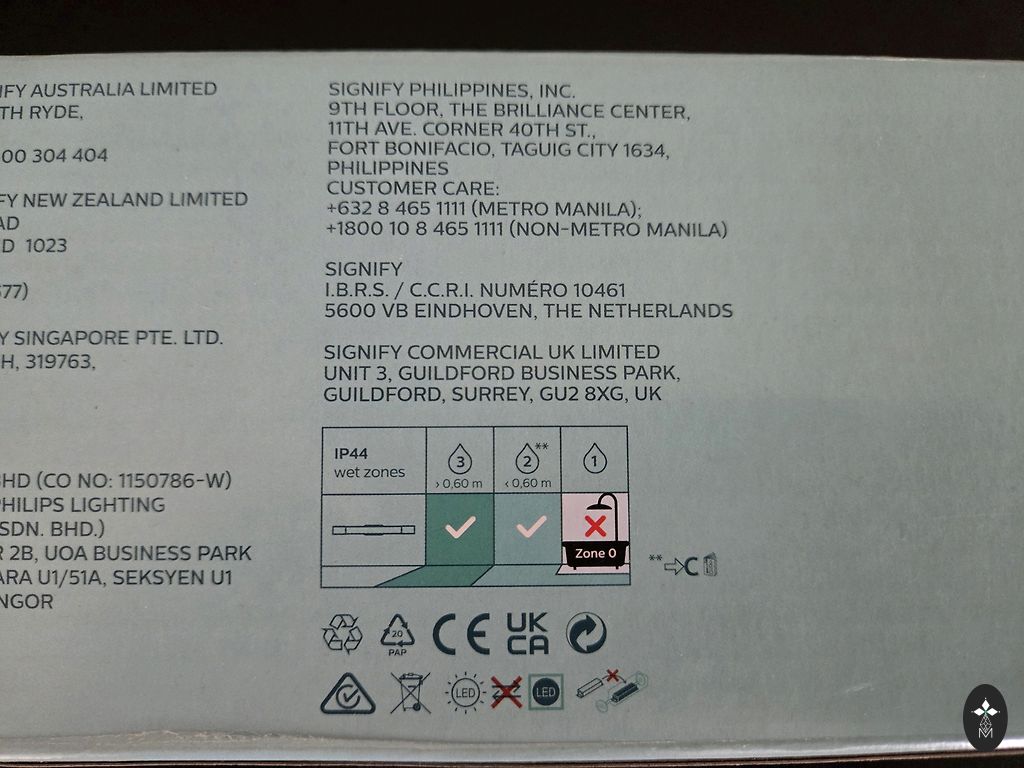 IFY AUSTRALIA LIMITED
TH RYDE,
00 304 404
FY NEW ZEALAND LIMITED
AD
D 1023
577)
Y SINGAPORE PTE. LTD.
H, 319763,
HD (CO NO: 1150786-W)
PHILIPS LIGHTING
SDN. BHD.)
R 2B, UOA BUSINESS PARK
ARA U1/51A, SEKSYEN U1
NGOR
SIGNIFY PHILIPPINES, INC.
9TH FLOOR, THE BRILLIANCE CENTER,
11TH AVE. CORNER 40TH ST.,
FORT BONIFACIO, TAGUIG CITY 1634,
PHILIPPINES
CUSTOMER CARE:
+632 8 465 1111 (METRO MANILA);
+1800 10 8 465 1111 (NON-METRO MANILA)
SIGNIFY
I.B.R.S. / C.C.R.I. NUMÉRO 10461
5600 VB EINDHOVEN, THE NETHERLANDS
SIGNIFY COMMERCIAL UK LIMITED
UNIT 3, GUILDFORD BUSINESS PARK,
GUILDFORD, SURREY, GU2 8XG, UK
IP44
wet zones
3
> 0,60 m
2**
< 0,60 m
1
Zone 0
**
20
PAP
CE
UK
CA
LED
LED
M